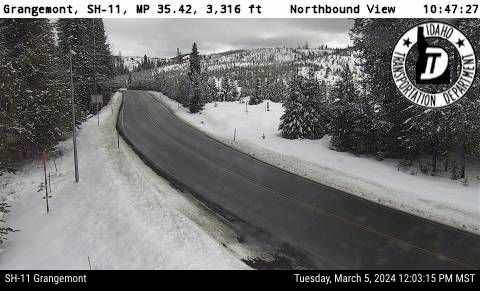 Grangemont, SH-11, MP 35.42, 3,316 ft Northbound View 10:47:27
IDAHO
TRANSPORTATION DEPARTMENT
SH-11 Grangemont Tuesday, March 5, 2024 12:03:15 PM MST